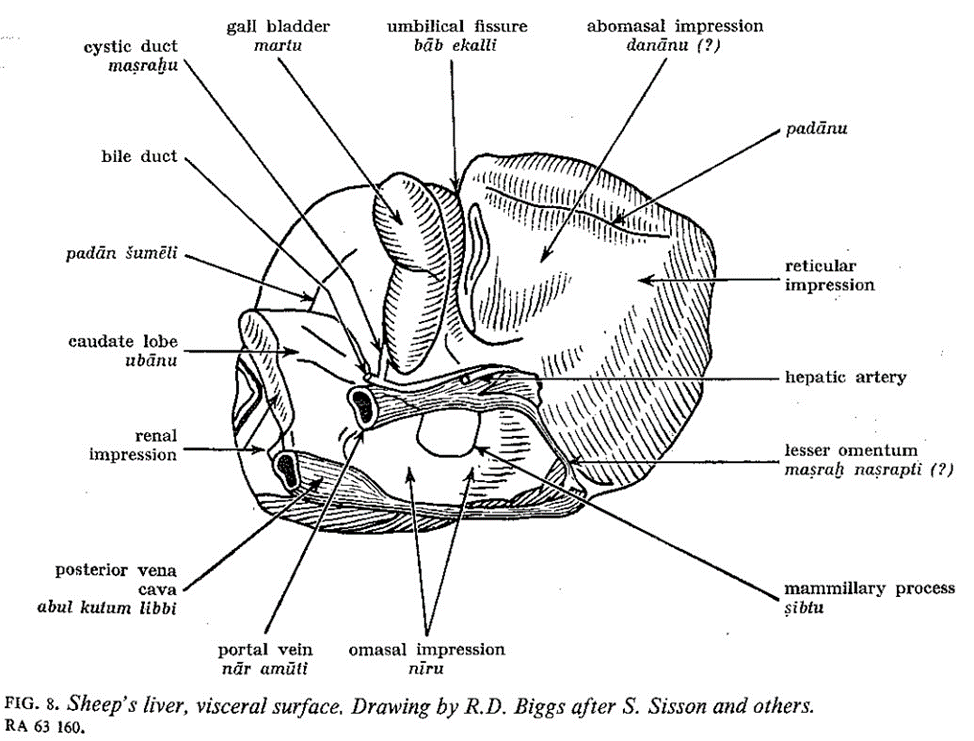 gall bladder
martu
umbilical fissure
bāb ekalli
abomasal impression
danānu (?)
cystic duct
maṣraḫu
padānu
bile duct
padān šumēli
reticular
impression
caudate lobe
ubānu
hepatic artery
renal
impression
lesser omentum
maṣraḫ naṣrapti (?)
posterior vena
cava
abul kutum libbi
mammillary process
ṣibtu
portal vein
nār amūti
omasal impression
nīru
FIG. 8. Sheep's liver, visceral surface. Drawing by R.D. Biggs after S. Sisson and others.
RA 63 160.